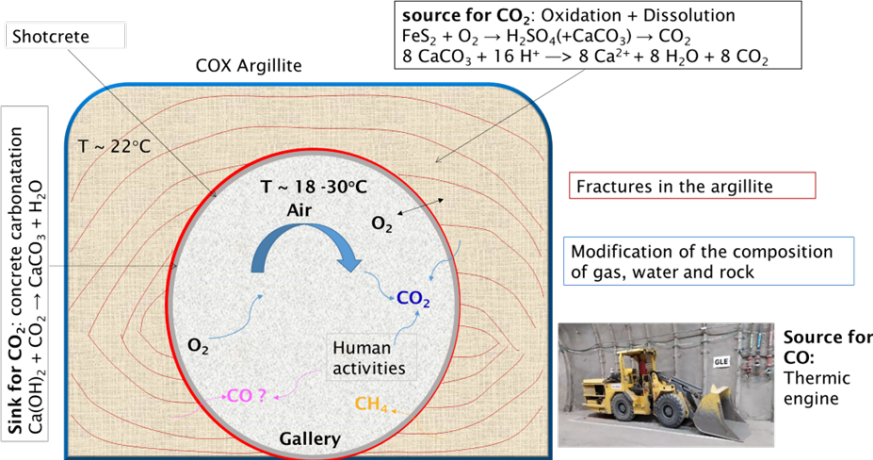 Shotcrete
source for CO₂: Oxidation + Dissolution
FeS₂ + O₂ → H₂SO₄(+CaCO₃) → CO₂
8 CaCO₃ + 16 H⁺ —> 8 Ca²⁺ + 8 H₂O + 8 CO₂
COX Argillite
T ~ 22°C
Sink for CO₂: concrete carbonatation
Ca(OH)₂ + CO₂ → CaCO₃ + H₂O
T ~ 18 -30°C
Air
O₂
Fractures in the argillite
Modification of the composition
of gas, water and rock
CO₂
O₂
Human
activities
CO ?
CH₄
Gallery
GLE
Source for
CO:
Thermic
engine